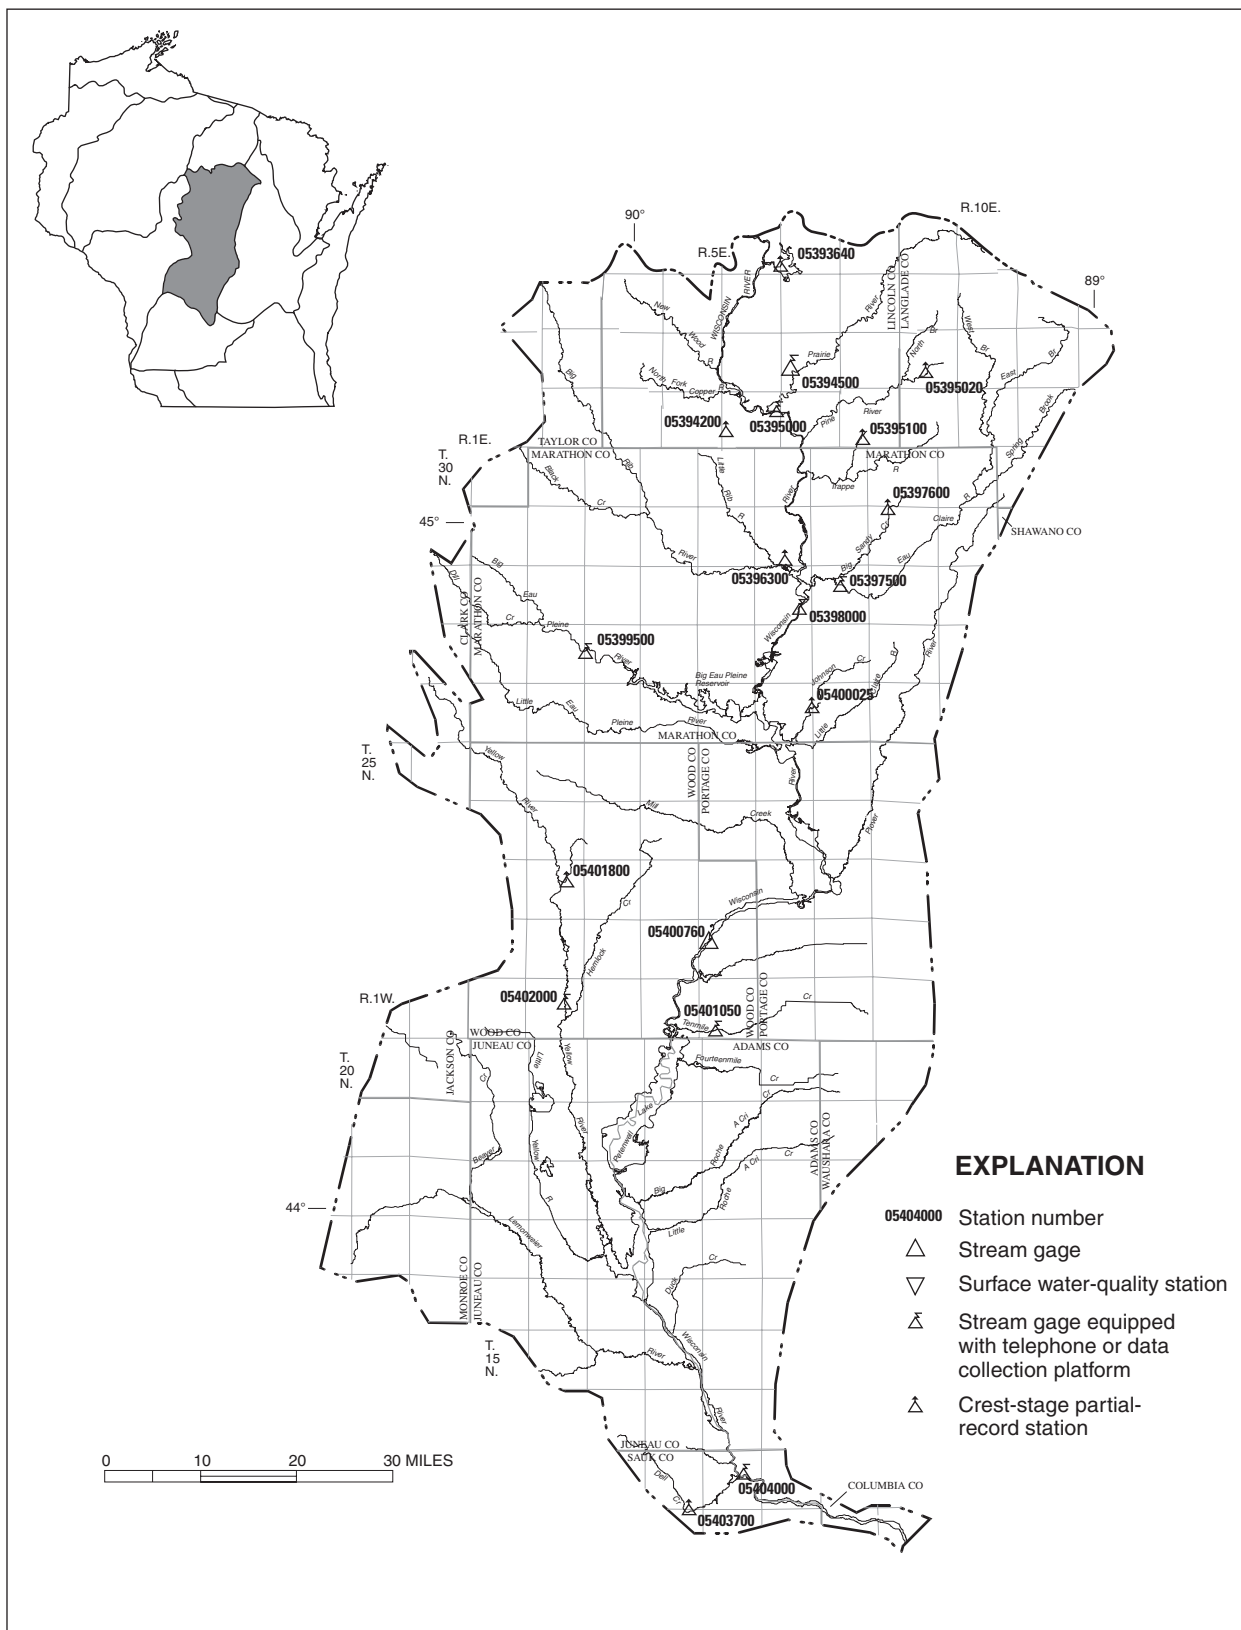 90°
R.10E.
R.5E.
05393640
89°
RIVER
WISCONSIN
LINCOLN CO
LANGLADE CO
River
New
Wood
R
Prairie
North
Br
West
Br
East
Br
Big
North
Fork
Copper
R
05394500
05395020
Brook
05394200
05395000
Pine
River
05395100
Spring
R.1E.
TAYLOR CO
MARATHON CO
MARATHON CO
T.
30
N.
Black
Cr
Rib
Little
Rib
R
River
Trappe
R
05397600
R
45°
Claire
SHAWANO CO
Sandy
Cr
River
05396300
Big
Eau
05397500
Dill
Cr
Big
Eau
Pleine
CLARK CO
MARATHON CO
05398000
Wisconsin
05399500
River
River
Big Eau Pleine
Reservoir
Johnson
Cr
R
05400025
Little
Little
Eau
Pleine
River
MARATHON CO
T.
25
N.
Yellow
WOOD CO
PORTAGE CO
River
River
Mill
Creek
Plover
05401800
Cr
Wisconsin
05400760
Hemlock
R.1W.
05402000
05401050
WOOD CO
PORTAGE CO
Cr
Tenmile
WOOD CO
JUNEAU CO
ADAMS CO
T.
20
N.
JACKSON CO
Cr
Little
Yellow
Fourteenmile
Cr
Cr
Lake
River
A Cri
ADAMS CO
WAUSHARA CO
Petenwell
Yellow
Beaver
Roche
A Cri
Cr
44°
R
Big
Roche
Lemonweir
Little
Cr
Duck
MONROE CO
JUNEAU CO
T.
15
N.
River
Wisconsin
River
JUNEAU CO
SAUK CO
Dell
Cr
05404000
COLUMBIA CO
05403700
0 10 20 30 MILES
EXPLANATION
05404000 Station number
Stream gage
Surface water-quality station
Stream gage equipped
with telephone or data
collection platform
Crest-stage partial-
record station